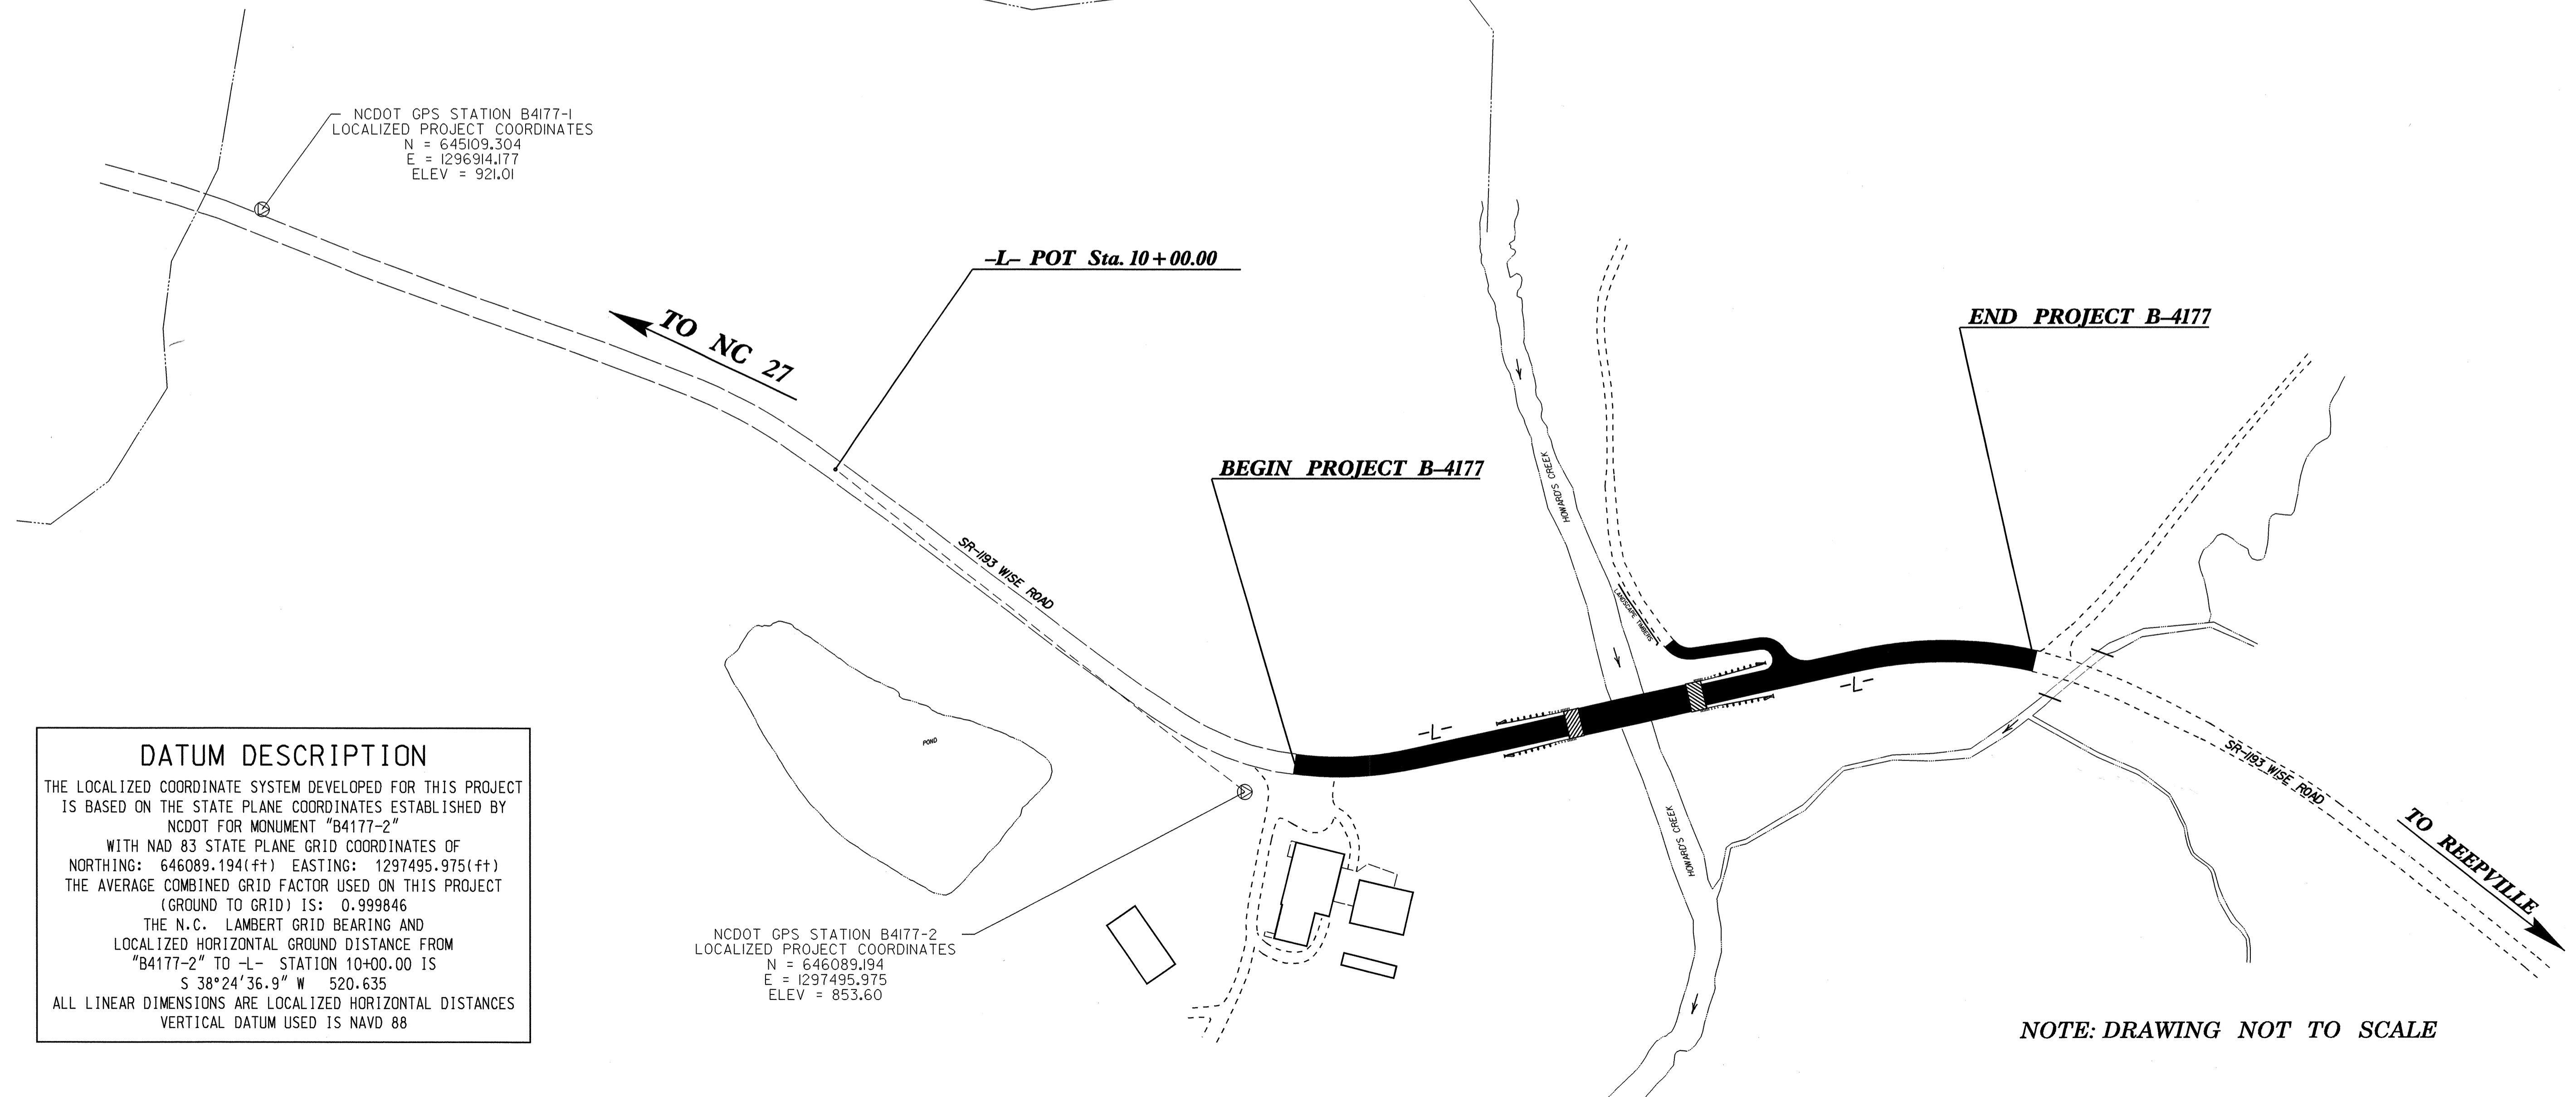 NCDOT GPS STATION B4177-1
LOCALIZED PROJECT COORDINATES
N = 645109.304
E = 1296914.177
ELEV = 921.01
-L- POT Sta. 10+00.00
TO NC 27
END PROJECT B-4177
BEGIN PROJECT B-4177
HOWARD'S CREEK
SR-1193 WISE ROAD
LANDSCAPE TIMBERS
-L-
-L-
POND
SR-1193 WISE ROAD
HOWARD'S CREEK
TO REEPVILLE
DATUM DESCRIPTION
THE LOCALIZED COORDINATE SYSTEM DEVELOPED FOR THIS PROJECT
IS BASED ON THE STATE PLANE COORDINATES ESTABLISHED BY
NCDOT FOR MONUMENT "B4177-2"
WITH NAD 83 STATE PLANE GRID COORDINATES OF
NORTHING: 646089.194(ft) EASTING: 1297495.975(ft)
THE AVERAGE COMBINED GRID FACTOR USED ON THIS PROJECT
(GROUND TO GRID) IS: 0.999846
THE N.C. LAMBERT GRID BEARING AND
LOCALIZED HORIZONTAL GROUND DISTANCE FROM
"B4177-2" TO -L- STATION 10+00.00 IS
S 38°24'36.9" W 520.635
ALL LINEAR DIMENSIONS ARE LOCALIZED HORIZONTAL DISTANCES
VERTICAL DATUM USED IS NAVD 88
NCDOT GPS STATION B4177-2
LOCALIZED PROJECT COORDINATES
N = 646089.194
E = 1297495.975
ELEV = 853.60
NOTE: DRAWING NOT TO SCALE